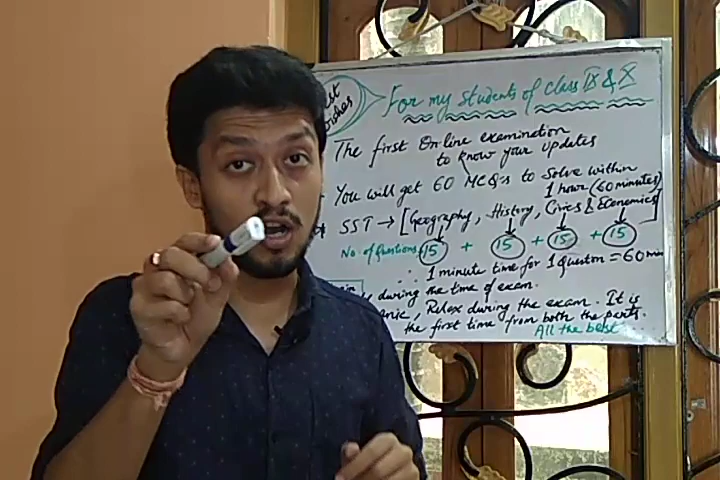 Best wishes
For my students of class IX & X
The first Online examination
to know your updates
You will get 60 MCQ's to solve within
1 hour (60 minutes)
SST → [Geography, History, Civics & Economics]
No of Questions 15 + 15 + 15 + 15
∴ 1 minute time for 1 Question = 60 min
during the time of exam.
Panic, Relax during the exam. It is
the first time from both the parts.
All the best